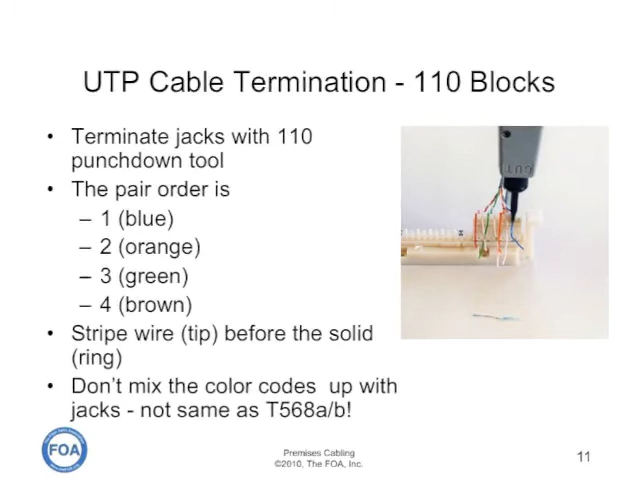 UTP Cable Termination - 110 Blocks
• Terminate jacks with 110
punchdown tool
• The pair order is
– 1 (blue)
– 2 (orange)
– 3 (green)
– 4 (brown)
• Stripe wire (tip) before the solid
(ring)
• Don't mix the color codes  up with
jacks - not same as T568a/b!
CUT
FOA
Premises Cabling
©2010, The FOA, Inc.
11